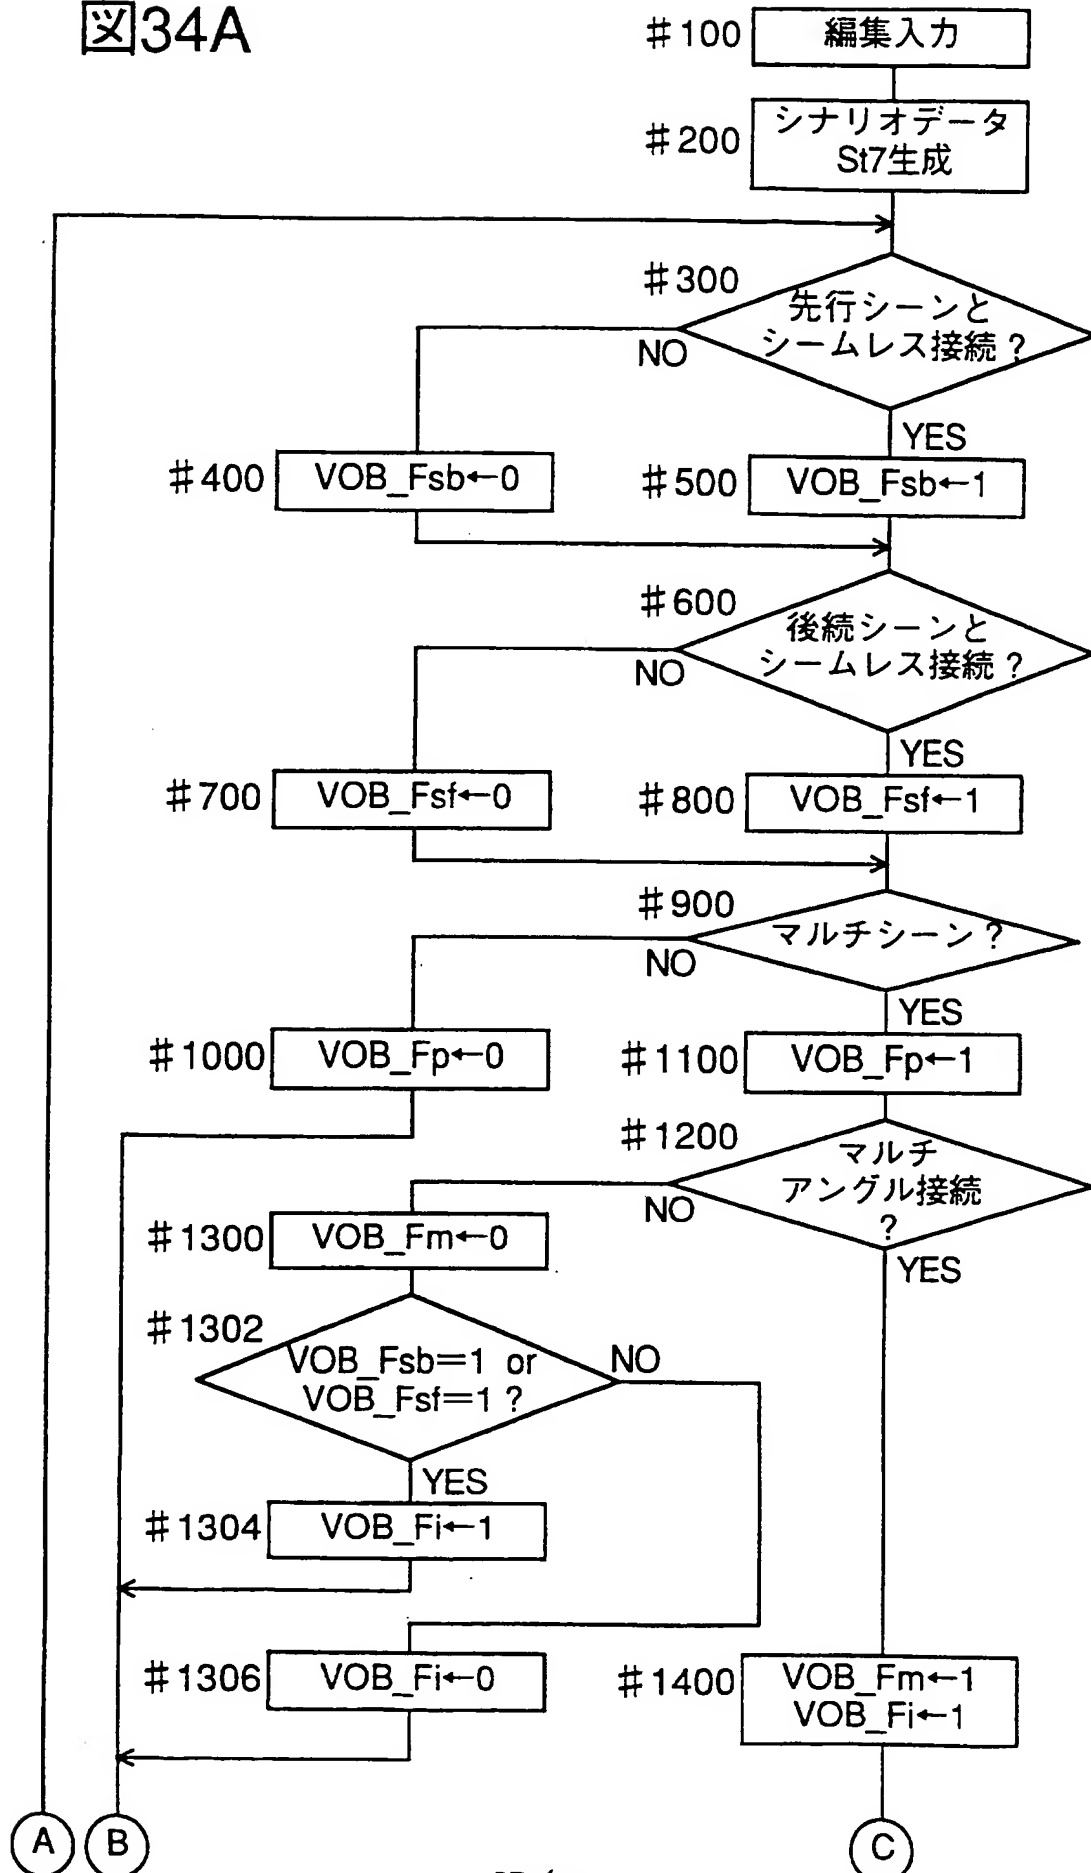 図34A
#100
編集入力
#200
シナリオデータ
St7生成
#300
先行シーンと
シームレス接続?
NO
YES
#400
VOB_Fsb←0
#500
VOB_Fsb←1
#600
後続シーンと
シームレス接続?
NO
YES
#700
VOB_Fsf←0
#800
VOB_Fsf←1
#900
マルチシーン?
NO
YES
#1000
VOB_Fp←0
#1100
VOB_Fp←1
#1200
マルチ
アングル接続
?
NO
YES
#1300
VOB_Fm←0
#1302
VOB_Fsb=1 or
VOB_Fsf=1?
NO
YES
#1304
VOB_Fi←1
#1306
VOB_Fi←0
#1400
VOB_Fm←1
VOB_Fi←1
A
B
C